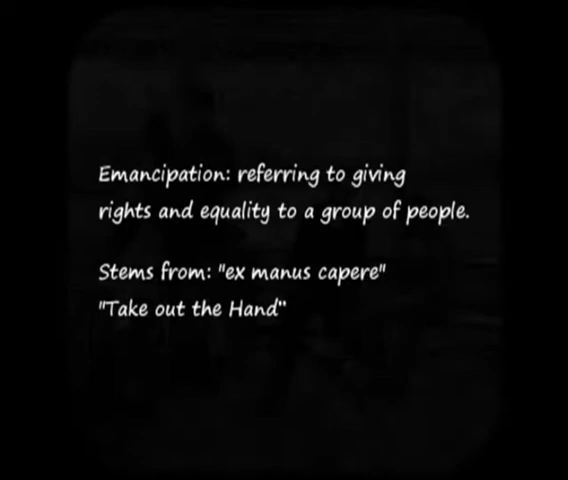 Emancipation: referring to giving
rights and equality to a group of people.
Stems from: "ex manus capere"
"Take out the Hand"